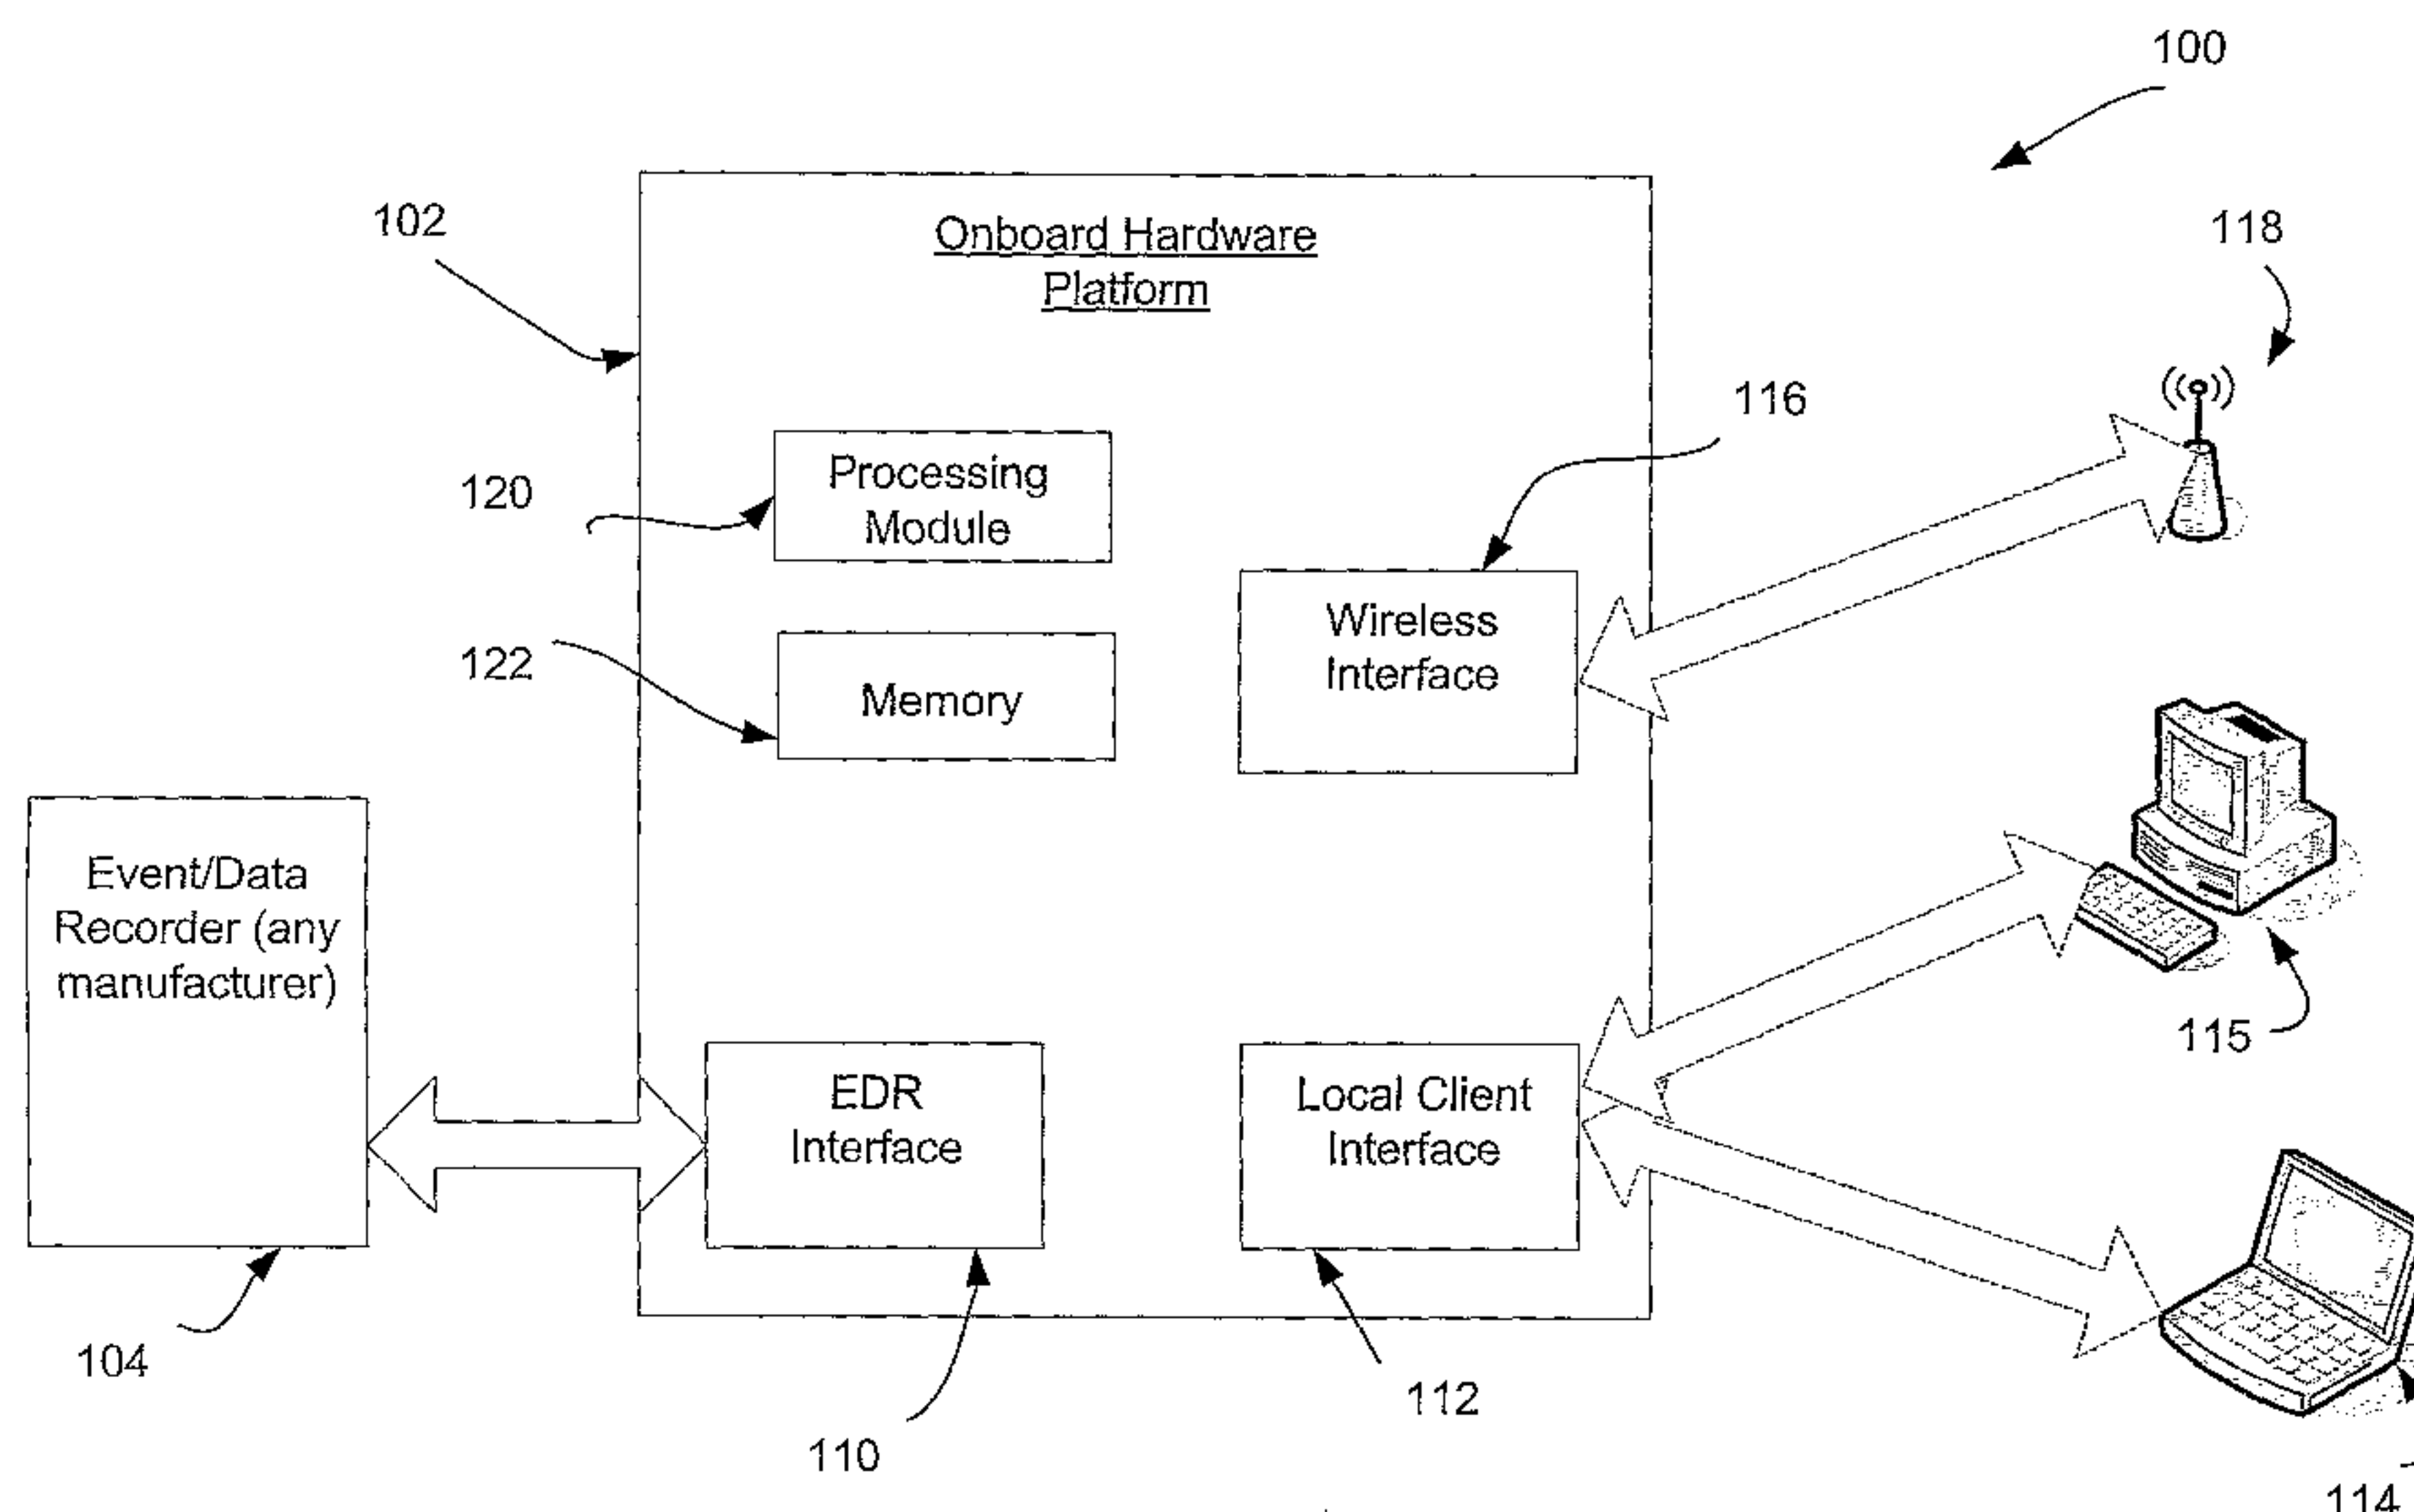 100
102
Onboard Hardware
Platform
118
116
Processing
Module
120
Wireless
Interface
122
Memory
Event/Data
Recorder (any
manufacturer)
115
EDR
Interface
Local Client
Interface
104
112
110
114